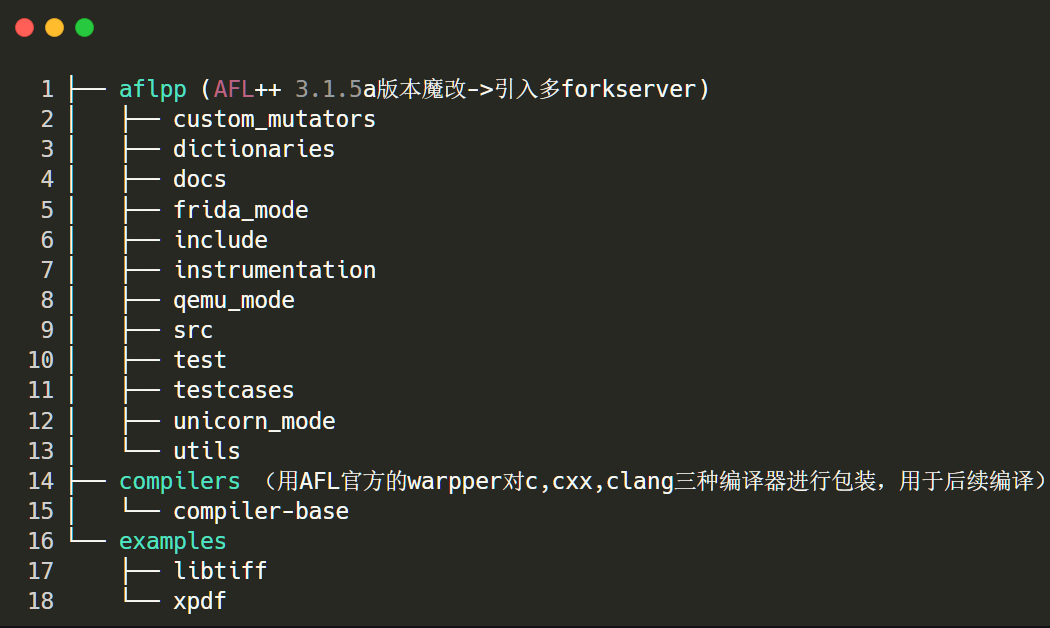 1 ├── aflpp (AFL++ 3.1.5a版本魔改->引入多forkserver)
2 │   ├── custom_mutators
3 │   ├── dictionaries
4 │   ├── docs
5 │   ├── frida_mode
6 │   ├── include
7 │   ├── instrumentation
8 │   ├── qemu_mode
9 │   ├── src
10 │   ├── test
11 │   ├── testcases
12 │   ├── unicorn_mode
13 │   └── utils
14 ├── compilers （用AFL官方的warpper对c,cxx,clang三种编译器进行包装，用于后续编译）
15 │   └── compiler-base
16 └── examples
17     ├── libtiff
18     └── xpdf